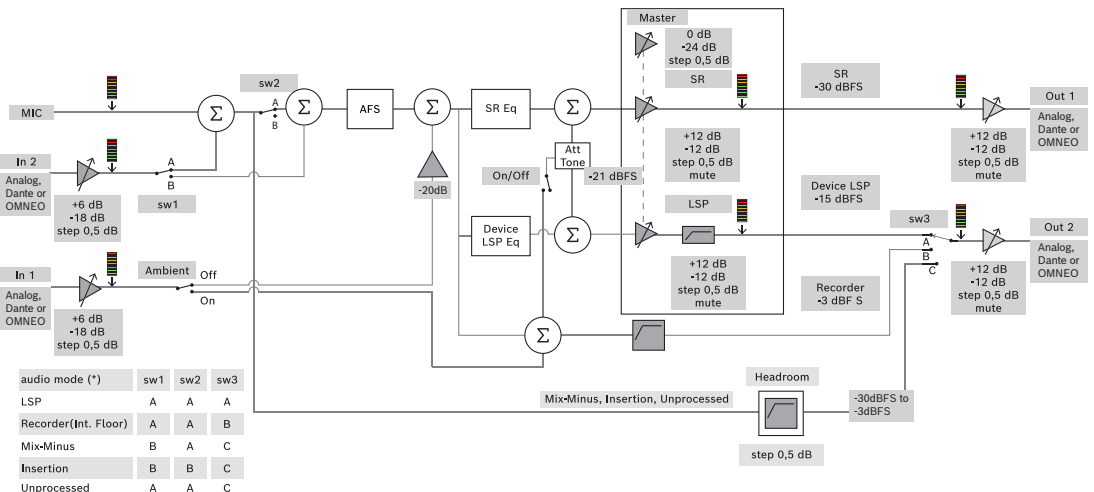 Master
0 dB
-24 dB
step 0,5 dB
SR
SR
-30 dBFS
sw2
A
B
MIC
Σ
Σ
AFS
Σ
SR Eq
Σ
Out 1
Analog,
Dante or
OMNEO
+12 dB
-12 dB
step 0,5 dB
mute
+12 dB
-12 dB
step 0,5 dB
mute
In 2
Analog,
Dante or
OMNEO
A
B
sw1
+6 dB
-18 dB
step 0,5 dB
-20dB
On/Off
Att
Tone
-21 dBFS
Device
LSP Eq
Σ
LSP
Device LSP
-15 dBFS
sw3
A
B
C
Out 2
Analog,
Dante or
OMNEO
+12 dB
-12 dB
step 0,5 dB
mute
+12 dB
-12 dB
step 0,5 dB
mute
In 1
Analog,
Dante or
OMNEO
Ambient
Off
On
+6 dB
-18 dB
step 0,5 dB
Recorder
-3 dBF S
Σ
audio mode (*) sw1 sw2 sw3
LSP A A A
Recorder(Int. Floor) A A B
Mix-Minus B A C
Insertion B B C
Unprocessed A A C
Mix-Minus, Insertion, Unprocessed
Headroom
step 0,5 dB
-30dBFS to
-3dBFS